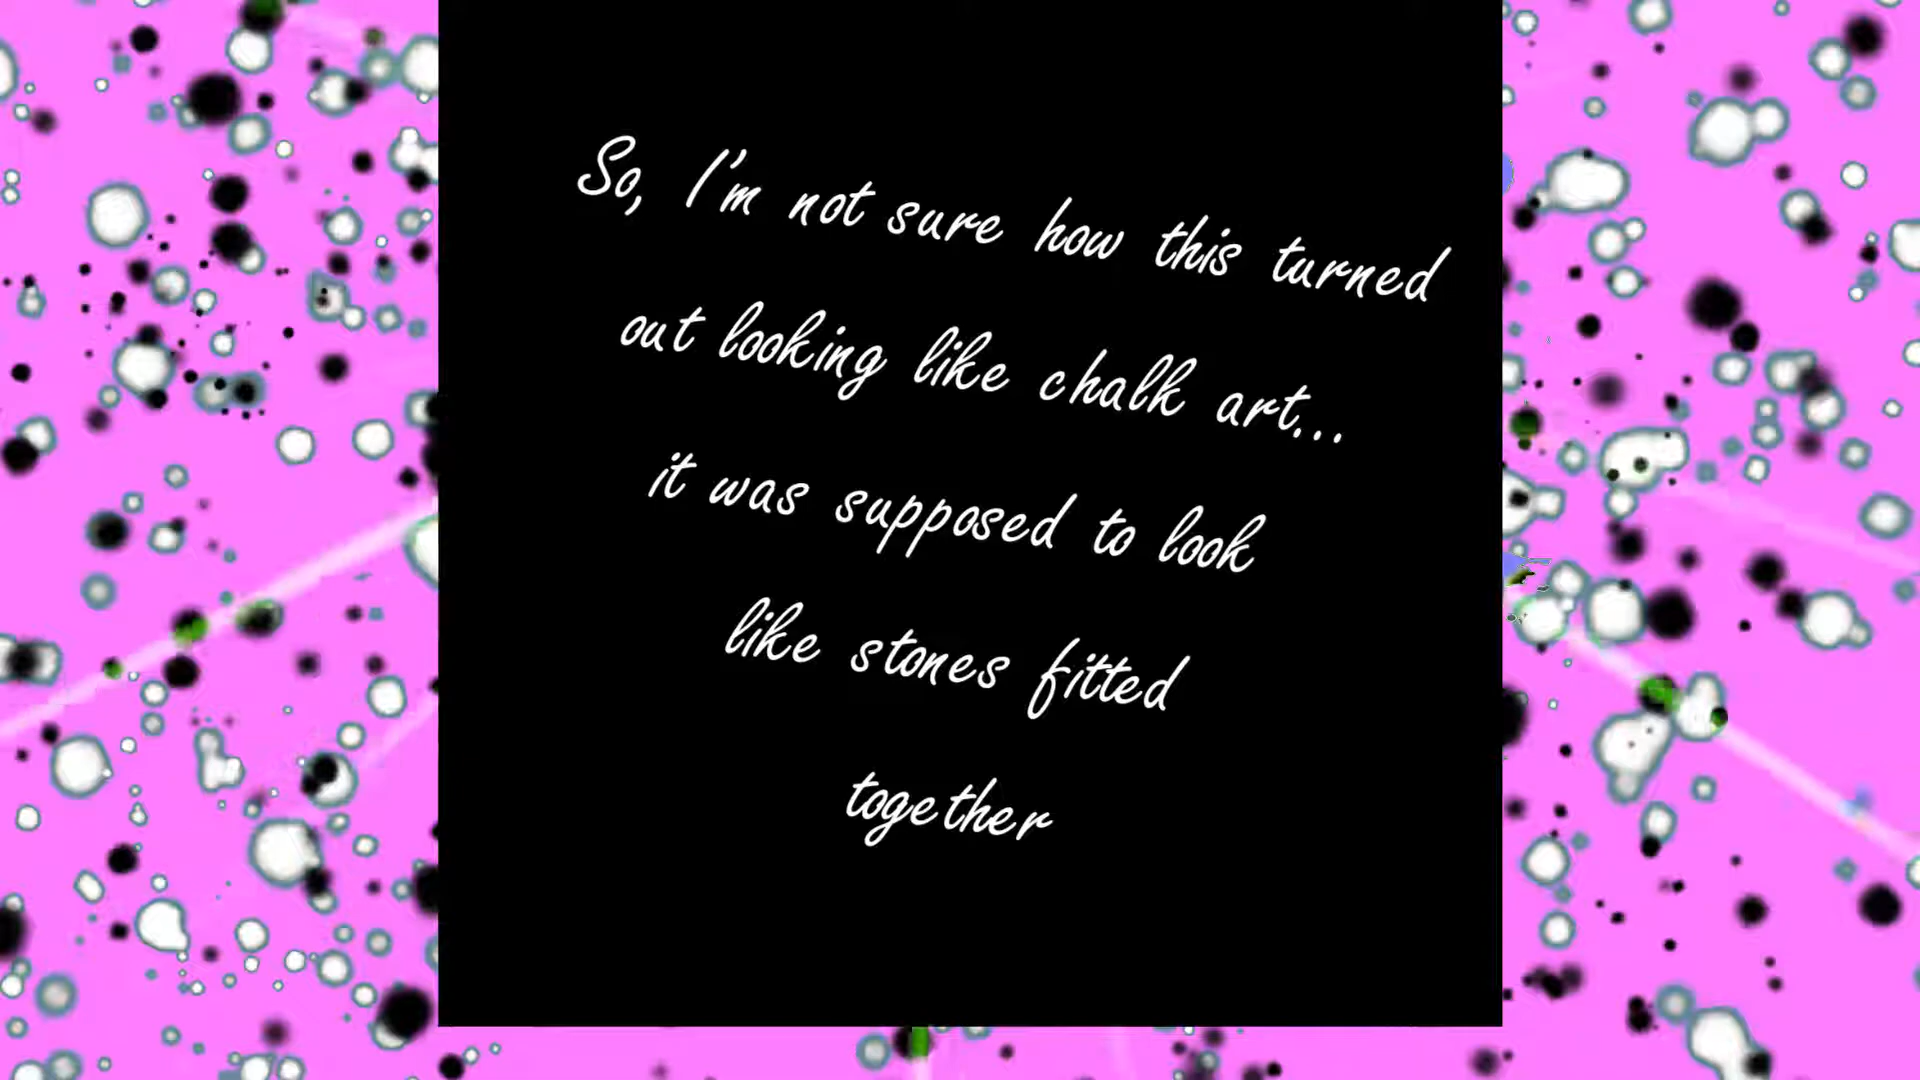 So, I'm not sure how this turned
out looking like chalk art...
it was supposed to look
like stones fitted
together